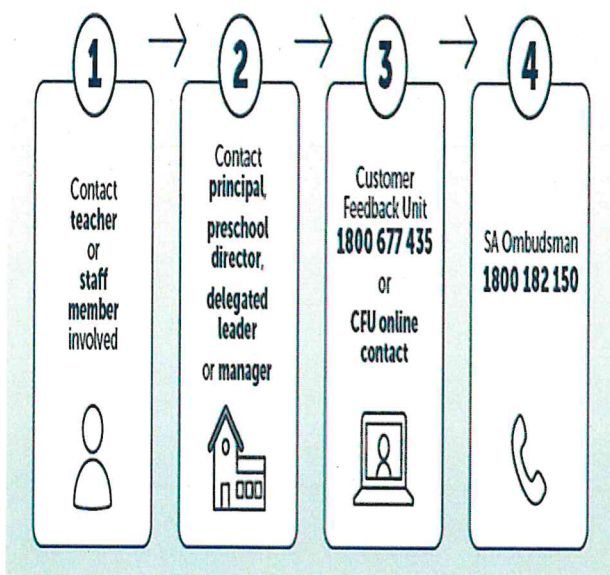 1
Contact
teacher
or
staff
member
involved
2
Contact
principal,
preschool
director,
delegated
leader
or manager
3
Customer
Feedback Unit
1800 677 435
or
CFU online
contact
4
SA Ombudsman
1800 182 150